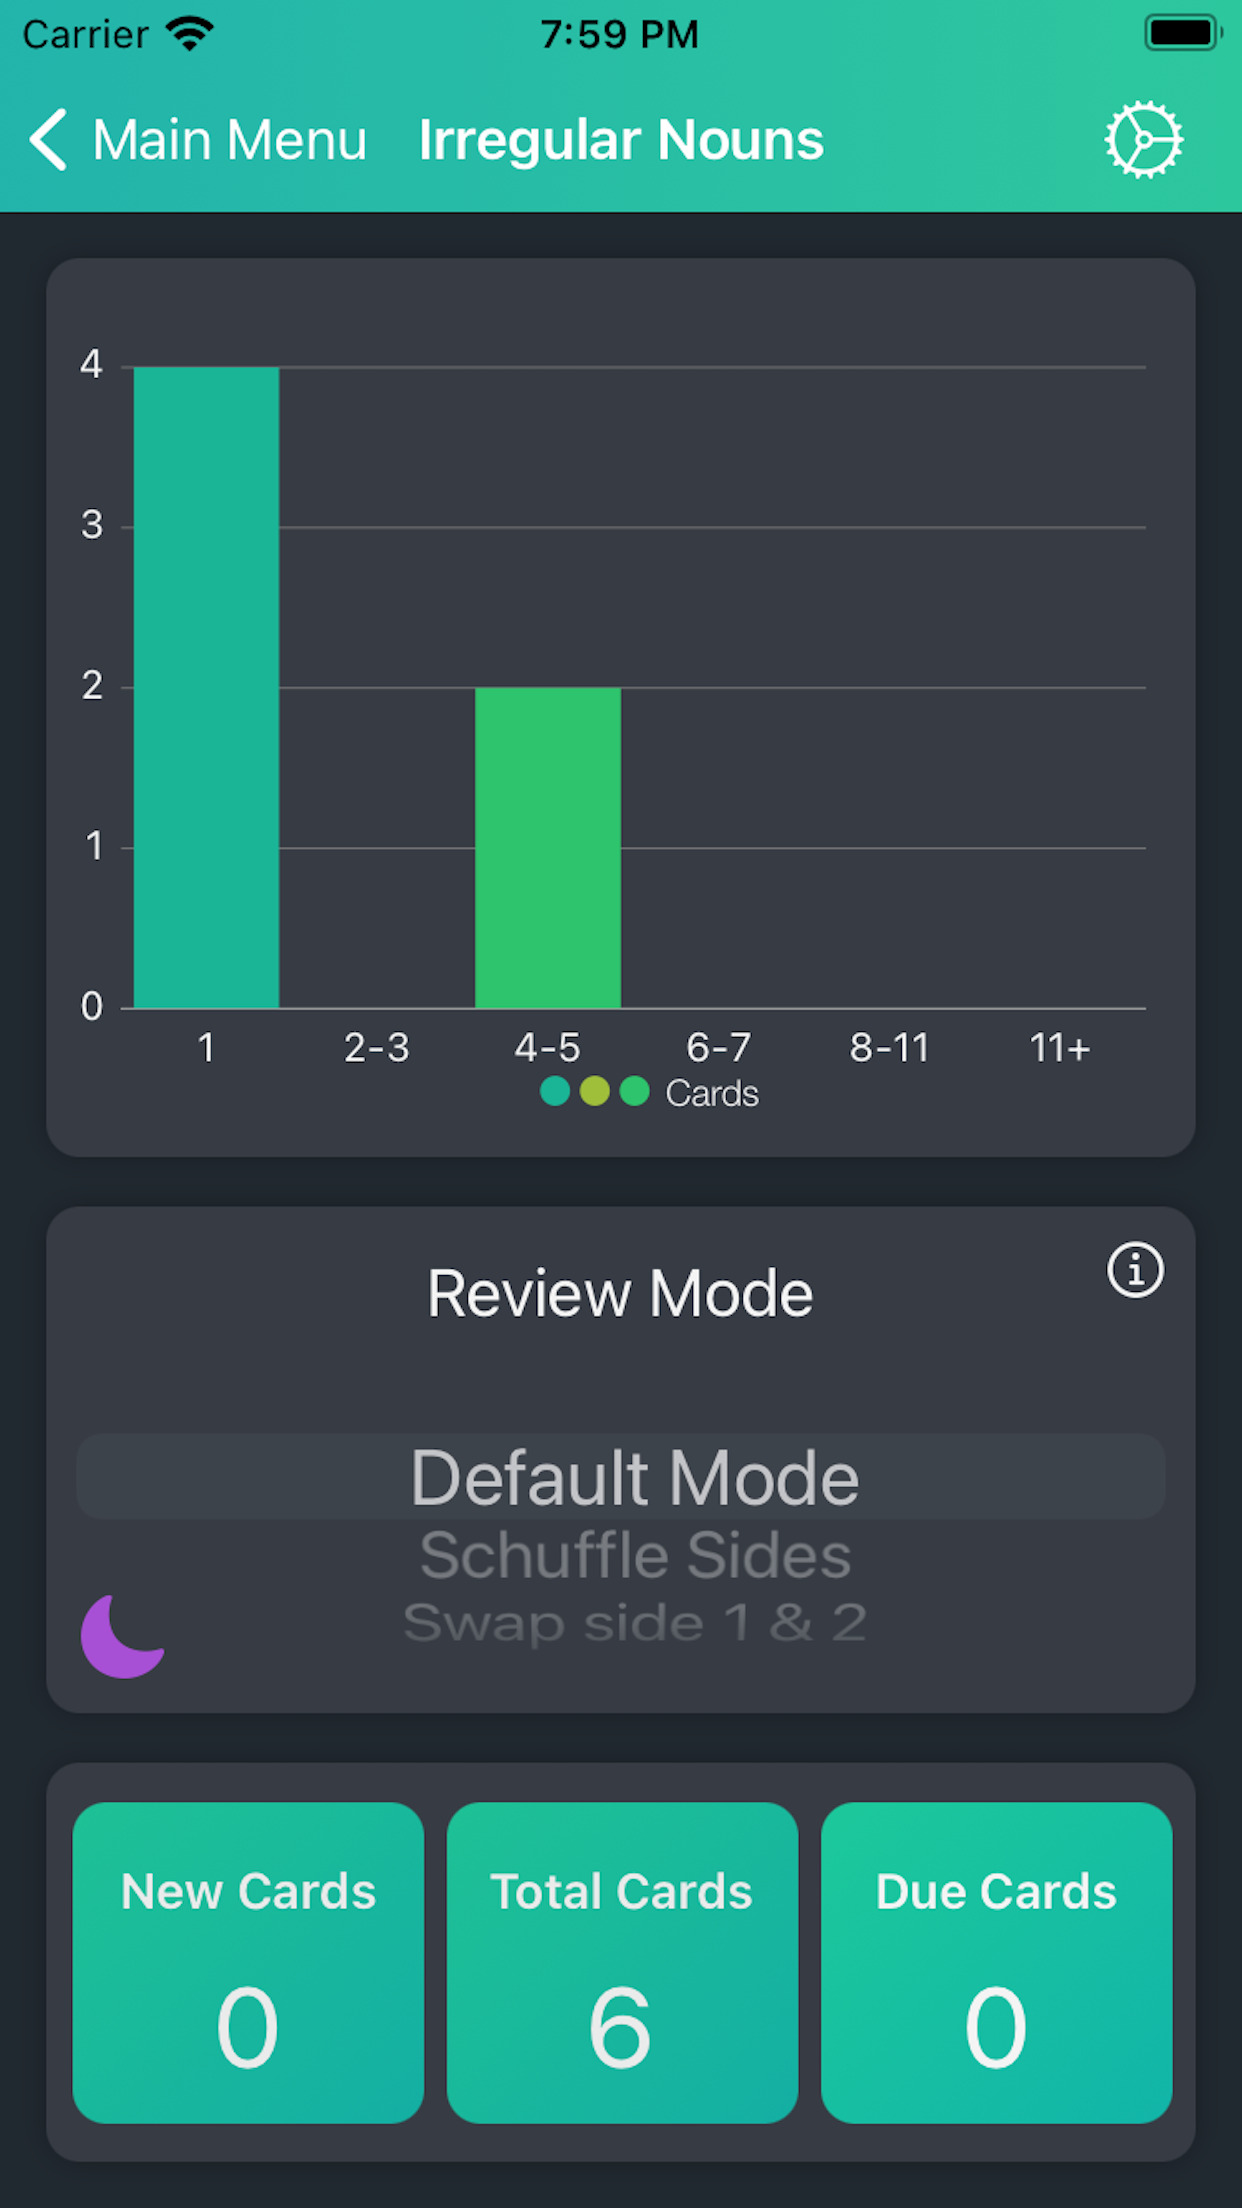 Carrier 7:59 PM
Main Menu Irregular Nouns
4
3
2
1
0
1 2-3 4-5 6-7 8-11 11+
Cards
Review Mode
Default Mode
Schuffle Sides
Swap side 1 & 2
New Cards Total Cards Due Cards
0 6 0